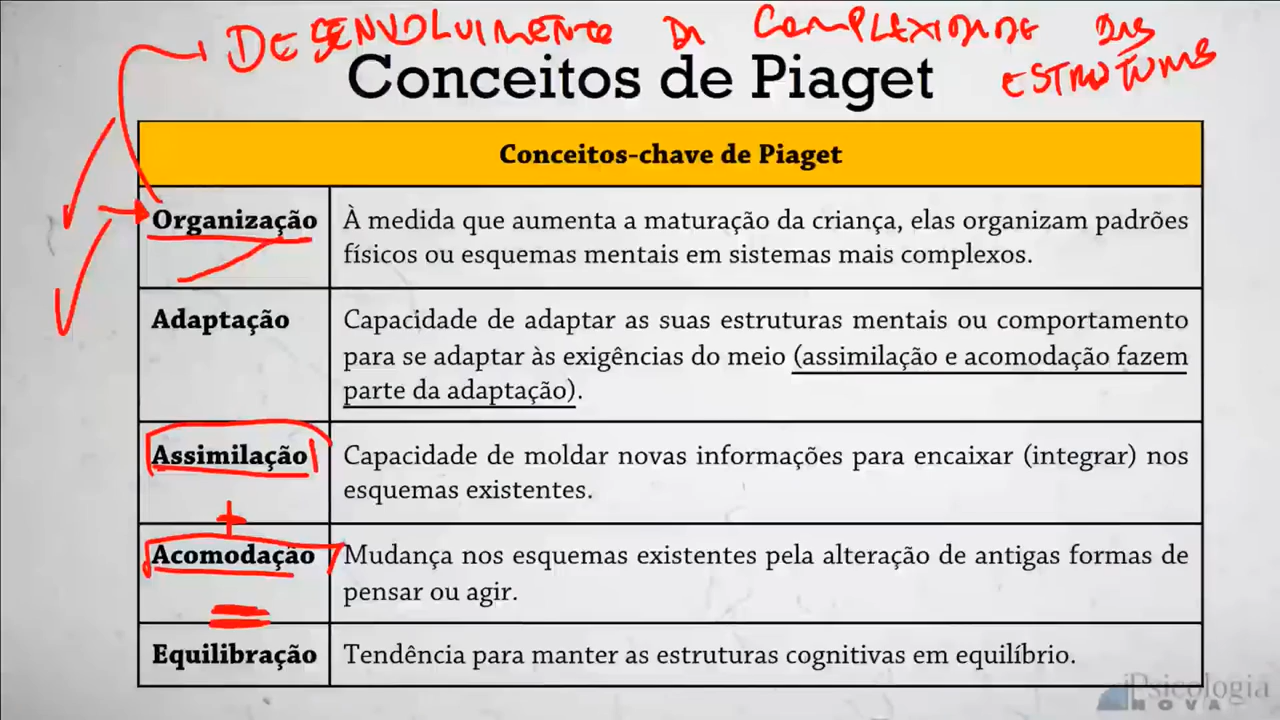 DESENVOLVIMENTO DA COMPLEXIDADE DAS
ESTRUTURAS
Conceitos de Piaget
Conceitos-chave de Piaget
Organização
À medida que aumenta a maturação da criança, elas organizam padrões
físicos ou esquemas mentais em sistemas mais complexos.
Adaptação
Capacidade de adaptar as suas estruturas mentais ou comportamento
para se adaptar às exigências do meio (assimilação e acomodação fazem
parte da adaptação).
Assimilação
Capacidade de moldar novas informações para encaixar (integrar) nos
esquemas existentes.
+
Acomodação
Mudança nos esquemas existentes pela alteração de antigas formas de
pensar ou agir.
=
Equilibração
Tendência para manter as estruturas cognitivas em equilíbrio.
Psicologia
NOVA